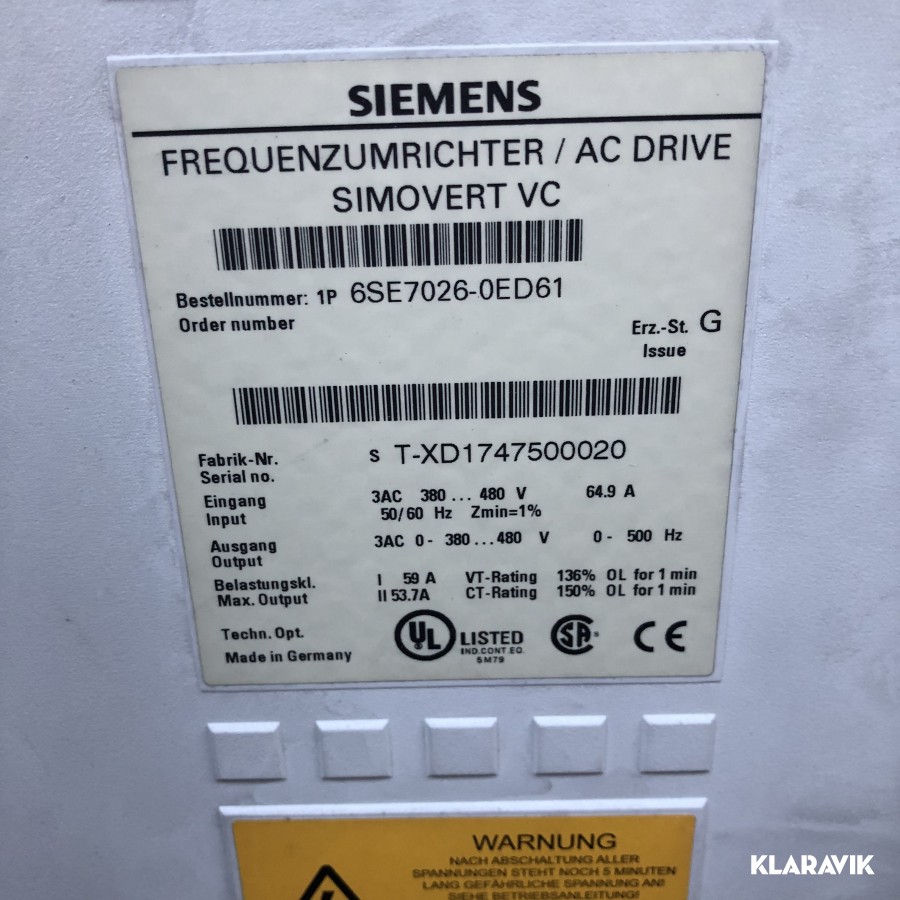 SIEMENS
FREQUENZUMRICHTER / AC DRIVE
SIMOVERT VC
Bestellnummer: 1P 6SE7026-0ED61
Order number
Erz.-St. G
Issue
Fabrik-Nr. S T-XD1747500020
Serial no.
Eingang 3AC 380 ... 480 V 64.9 A
Input 50/60 Hz Zmin=1%
Ausgang 3AC 0- 380...480 V 0- 500 Hz
Output
Belastungskl. I 59 A VT-Rating 136% OL for 1 min
Max. Output II 53.7A CT-Rating 150% OL for 1 min
Techn. Opt.
Made in Germany
UL LISTED
IND.CONT.EQ.
5M79
SA
CE
WARNUNG
NACH ABSCHALTUNG ALLER
SPANNUNGEN STEHT NOCH 5 MINUTEN
LANG GEFÄHRLICHE SPANNUNG AN!
SIEHE BETRIEBSANLEITUNG!
KLARAVIK